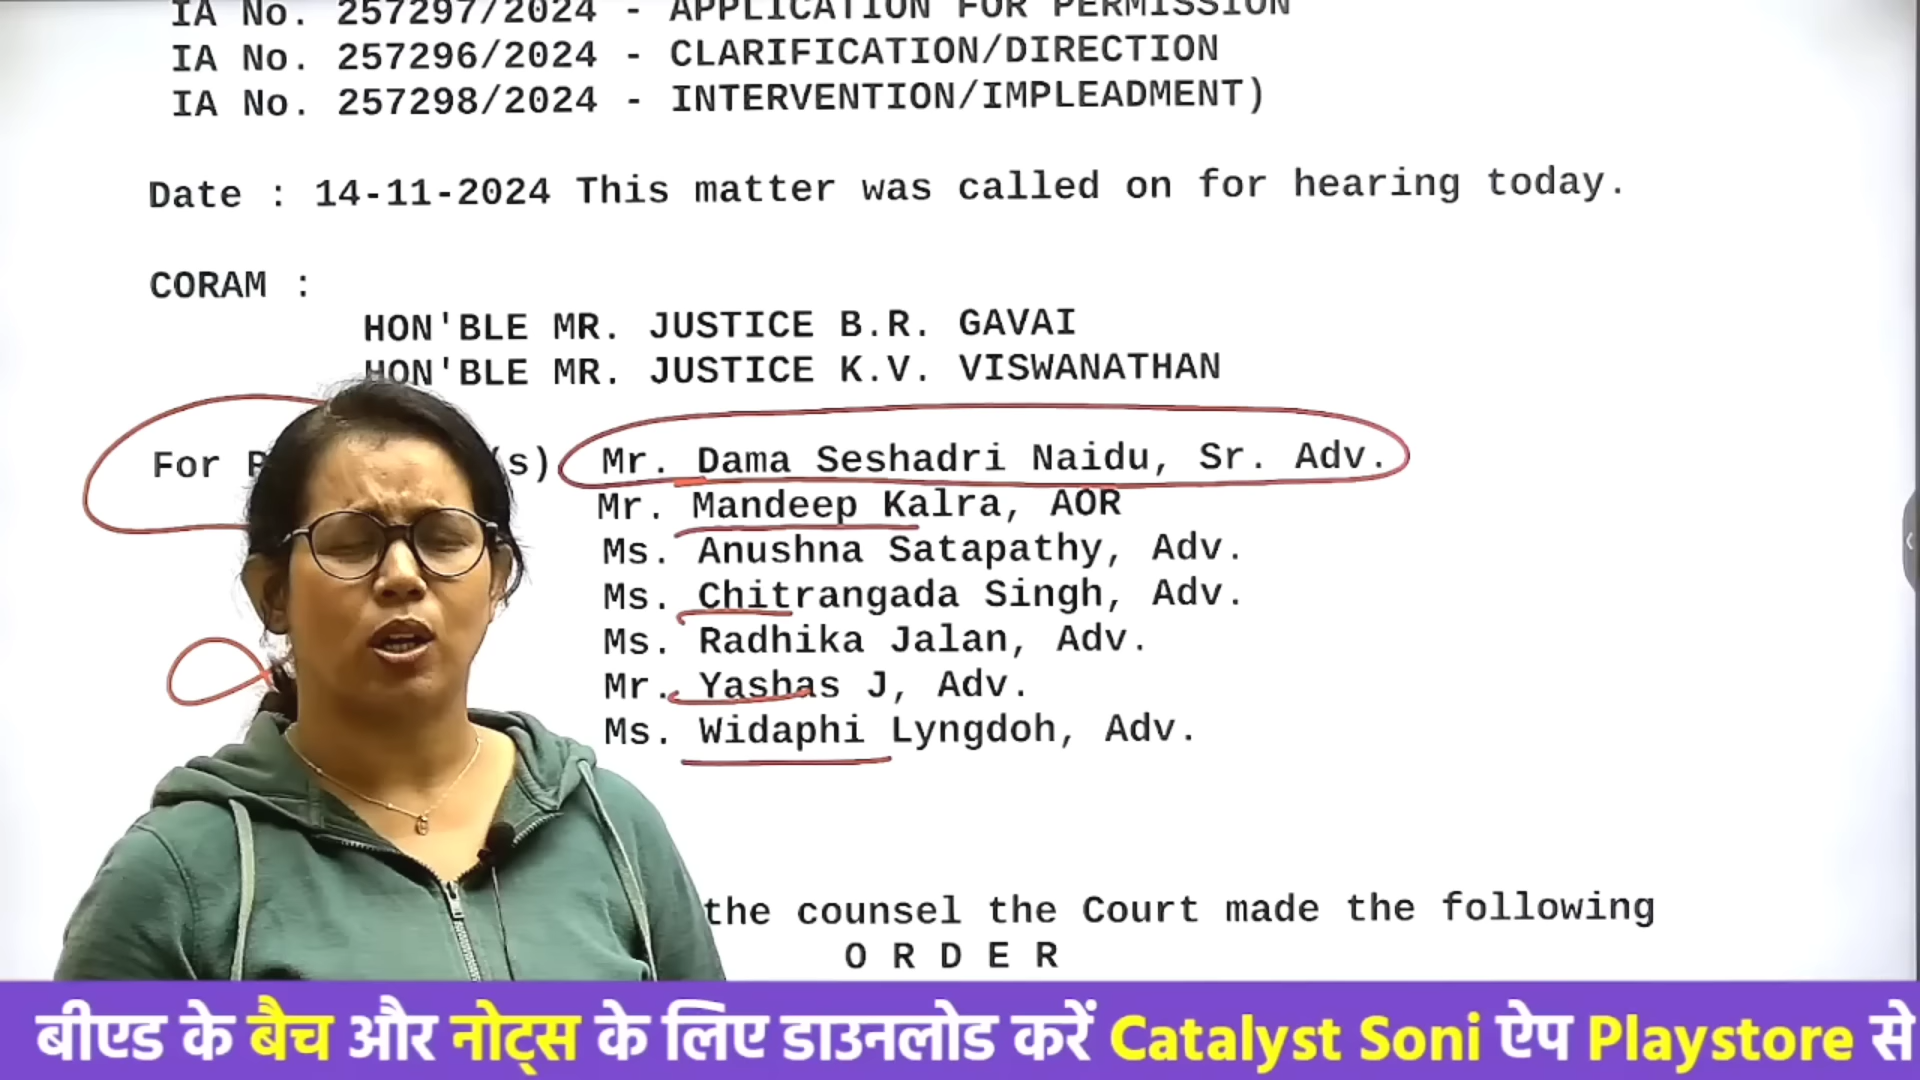 IA No. 257297/2024 - APPLICATION FOR PERMISSION
IA No. 257296/2024 - CLARIFICATION/DIRECTION
IA No. 257298/2024 - INTERVENTION/IMPLEADMENT)
Date : 14-11-2024 This matter was called on for hearing today.
CORAM :
HON'BLE MR. JUSTICE B.R. GAVAI
HON'BLE MR. JUSTICE K.V. VISWANATHAN
For (s) Mr. Dama Seshadri Naidu, Sr. Adv.
Mr. Mandeep Kalra, AOR
Ms. Anushna Satapathy, Adv.
Ms. Chitrangada Singh, Adv.
Ms. Radhika Jalan, Adv.
Mr. Yashas J, Adv.
Ms. Widaphi Lyngdoh, Adv.
the counsel the Court made the following
O R D E R
बीएड के बैच और नोट्स के लिए डाउनलोड करें Catalyst Soni ऐप Playstore से